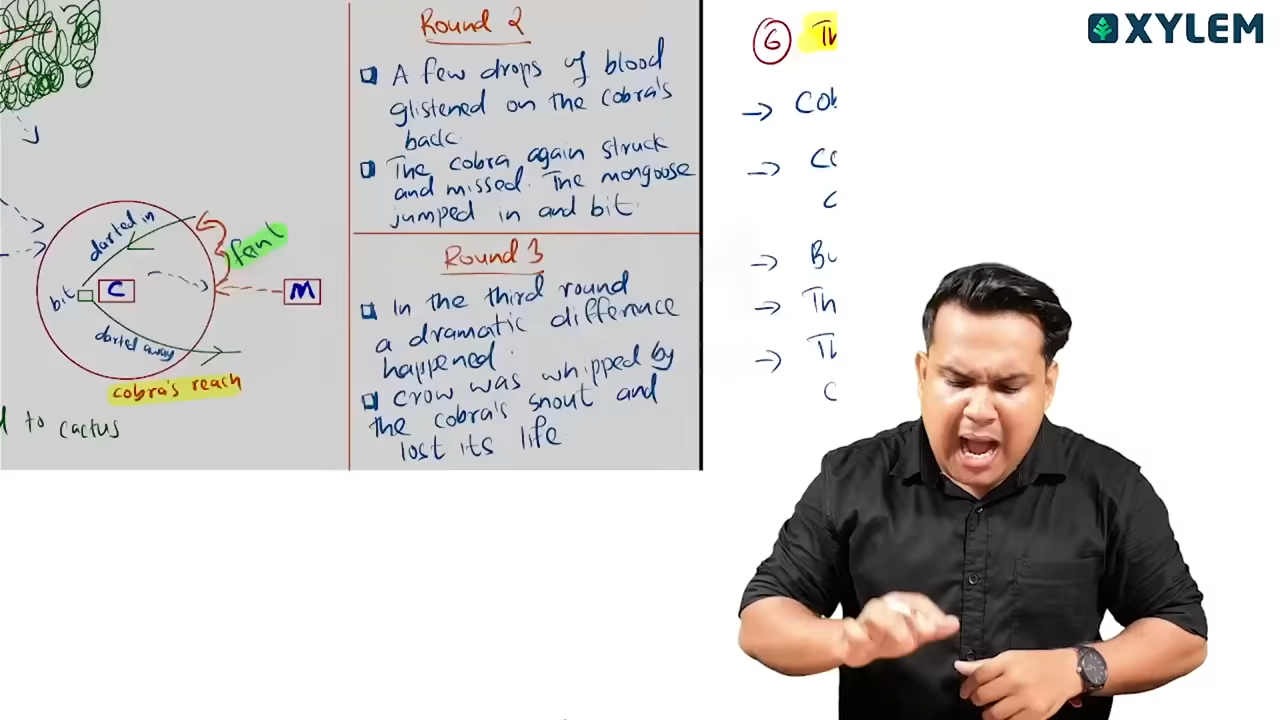 XYLEM
Round 2
A few drops of blood
glistened on the cobra's
back.
The cobra again struck
and missed. The mongoose
jumped in and bit.
Round 3
In the third round
a dramatic difference
happened.
Crow was whipped by
the cobra's snout and
lost its life
darted in
feint
bit
C
M
darted away
cobra's reach
to cactus
6
→
→
→
→ Th
→